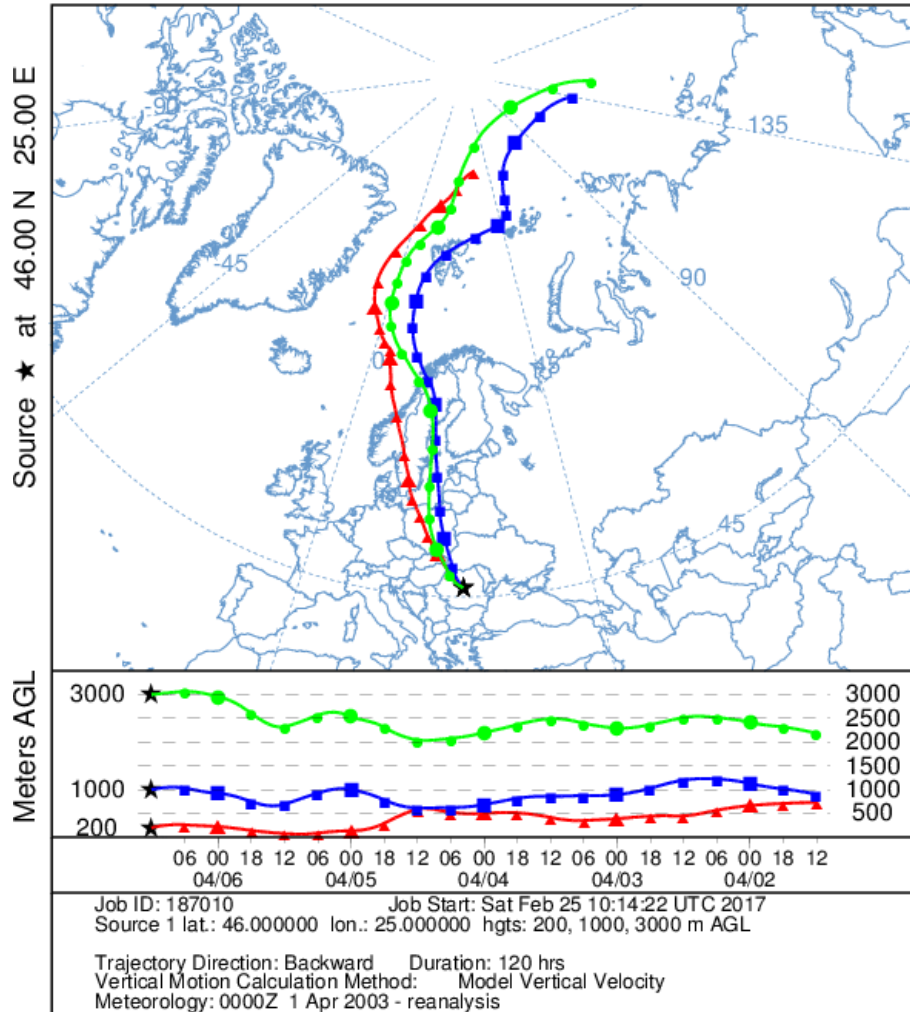 Source ★ at 46.00 N 25.00 E
-90
135
-45
90
0
45
45
Meters AGL
3000 3000
2500
2000
1500
1000 1000
500
200
06 00 18 12 06 00 18 12 06 00 18 12 06 00 18 12 06 00 18 12
04/06 04/05 04/04 04/03 04/02
Job ID: 187010 Job Start: Sat Feb 25 10:14:22 UTC 2017
Source 1 lat.: 46.000000 lon.: 25.000000 hgts: 200, 1000, 3000 m AGL
Trajectory Direction: Backward Duration: 120 hrs
Vertical Motion Calculation Method: Model Vertical Velocity
Meteorology: 0000Z 1 Apr 2003 - reanalysis